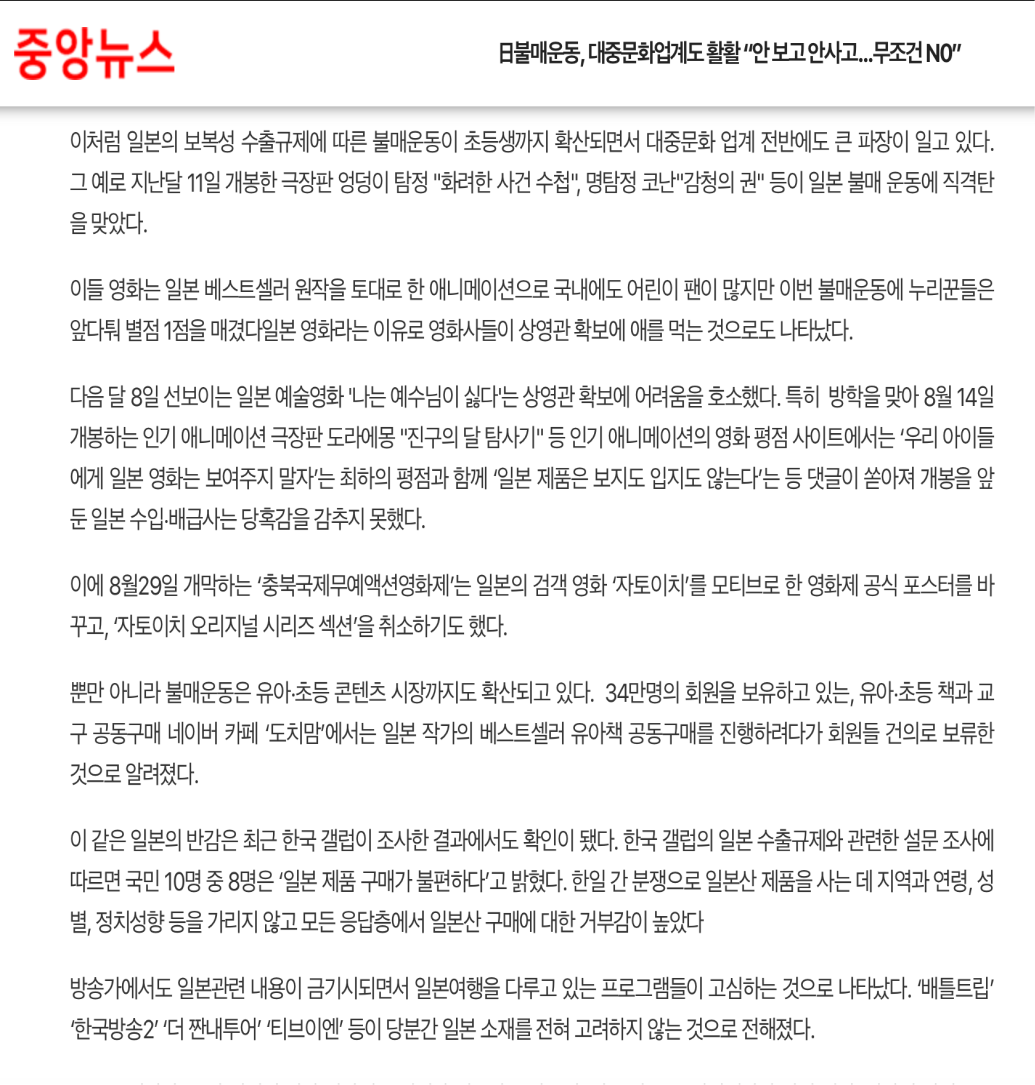 중앙뉴스
日불매운동, 대중문화업계도 활활 “안 보고 안사고...무조건 NO”
이처럼 일본의 보복성 수출규제에 따른 불매운동이 초등생까지 확산되면서 대중문화 업계 전반에도 큰 파장이 일고 있다.
그 예로 지난달 11일 개봉한 극장판 엉덩이 탐정 "화려한 사건 수첩", 명탐정 코난"감청의 권" 등이 일본 불매 운동에 직격탄
을 맞았다.
이들 영화는 일본 베스트셀러 원작을 토대로 한 애니메이션으로 국내에도 어린이 팬이 많지만 이번 불매운동에 누리꾼들은
앞다퉈 별점 1점을 매겼다일본 영화라는 이유로 영화사들이 상영관 확보에 애를 먹는 것으로도 나타났다.
다음 달 8일 선보이는 일본 예술영화 '나는 예수님이 싫다'는 상영관 확보에 어려움을 호소했다. 특히 방학을 맞아 8월 14일
개봉하는 인기 애니메이션 극장판 도라에몽 "진구의 달 탐사기" 등 인기 애니메이션의 영화 평점 사이트에서는 ‘우리 아이들
에게 일본 영화는 보여주지 말자’는 최하의 평점과 함께 ‘일본 제품은 보지도 입지도 않는다’는 등 댓글이 쏟아져 개봉을 앞
둔 일본 수입·배급사는 당혹감을 감추지 못했다.
이에 8월29일 개막하는 ‘충북국제무예액션영화제’는 일본의 검객 영화 ‘자토이치’를 모티브로 한 영화제 공식 포스터를 바
꾸고, ‘자토이치 오리지널 시리즈 섹션’을 취소하기도 했다.
뿐만 아니라 불매운동은 유아·초등 콘텐츠 시장까지도 확산되고 있다. 34만명의 회원을 보유하고 있는, 유아·초등 책과 교
구 공동구매 네이버 카페 ‘도치맘’에서는 일본 작가의 베스트셀러 유아책 공동구매를 진행하려다가 회원들 건의로 보류한
것으로 알려졌다.
이 같은 일본의 반감은 최근 한국 갤럽이 조사한 결과에서도 확인이 됐다. 한국 갤럽의 일본 수출규제와 관련한 설문 조사에
따르면 국민 10명 중 8명은 ‘일본 제품 구매가 불편하다’고 밝혔다. 한일 간 분쟁으로 일본산 제품을 사는 데 지역과 연령, 성
별, 정치성향 등을 가리지 않고 모든 응답층에서 일본산 구매에 대한 거부감이 높았다
방송가에서도 일본관련 내용이 금기시되면서 일본여행을 다루고 있는 프로그램들이 고심하는 것으로 나타났다. ‘배틀트립’
‘한국방송2’ ‘더 짠내투어’ ‘티브이엔’ 등이 당분간 일본 소재를 전혀 고려하지 않는 것으로 전해졌다.